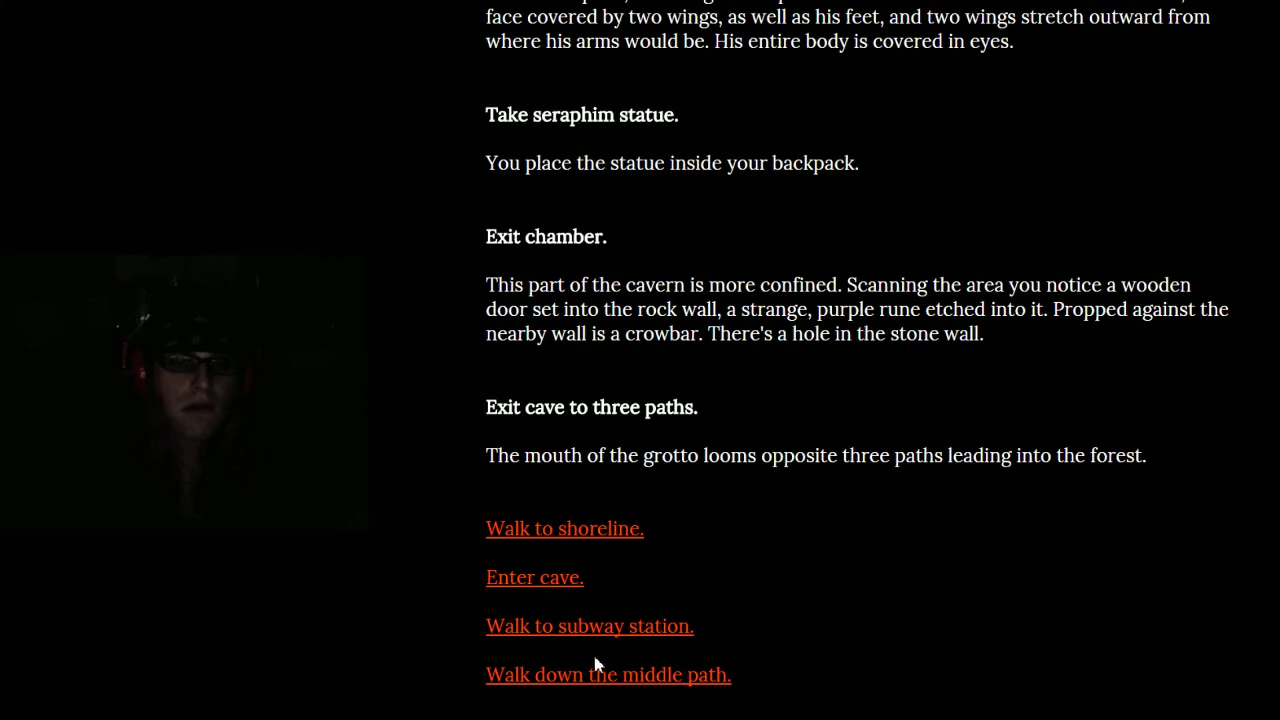 face covered by two wings, as well as his feet, and two wings stretch outward from
where his arms would be. His entire body is covered in eyes.
Take seraphim statue.
You place the statue inside your backpack.
Exit chamber.
This part of the cavern is more confined. Scanning the area you notice a wooden
door set into the rock wall, a strange, purple rune etched into it. Propped against the
nearby wall is a crowbar. There's a hole in the stone wall.
Exit cave to three paths.
The mouth of the grotto looms opposite three paths leading into the forest.
Walk to shoreline.
Enter cave.
Walk to subway station.
Walk down the middle path.